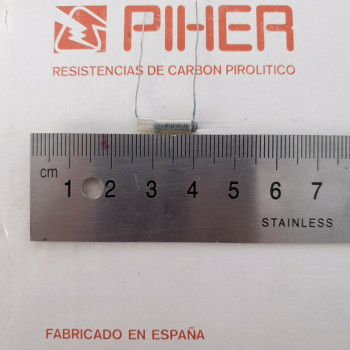 PIHER
RESISTENCIAS DE CARBON PIROLITICO
cm 1 2 3 4 5 6 7
STAINLESS
FABRICADO EN ESPAÑA